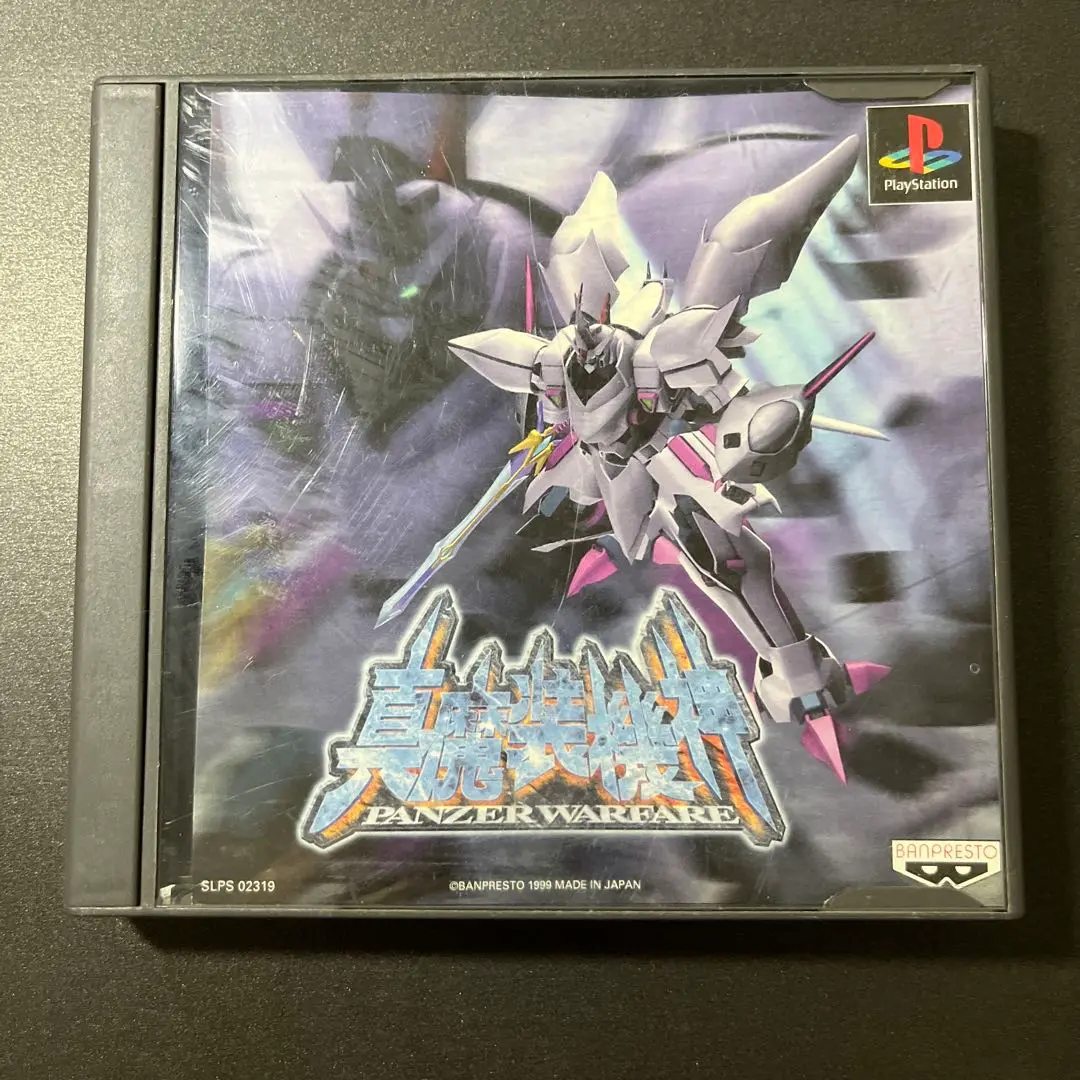 PlayStation
真魔装機神
PANZER WARFARE
BANPRESTO
SLPS 02319
©BANPRESTO 1999 MADE IN JAPAN